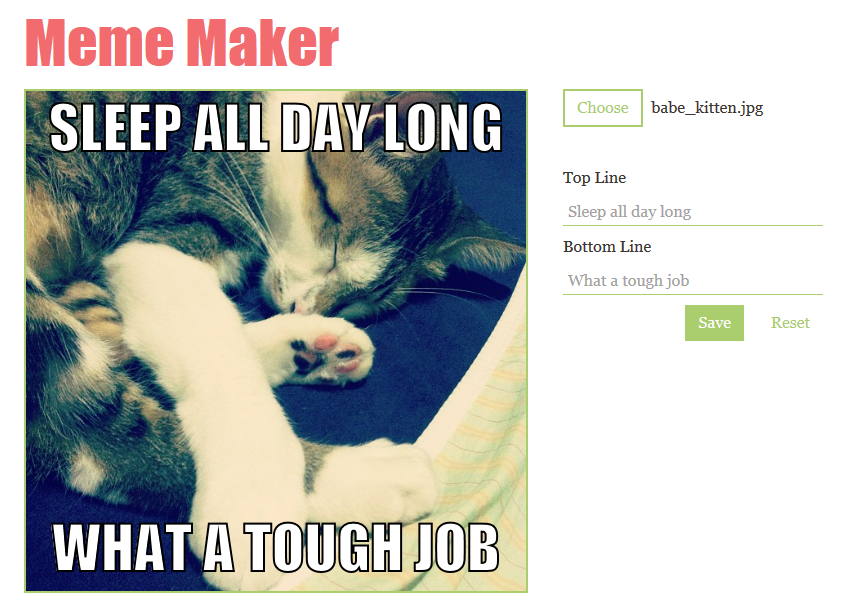 Meme Maker
SLEEP ALL DAY LONG
WHAT A TOUGH JOB
Choose babe_kitten.jpg
Top Line
Sleep all day long
Bottom Line
What a tough job
Save Reset